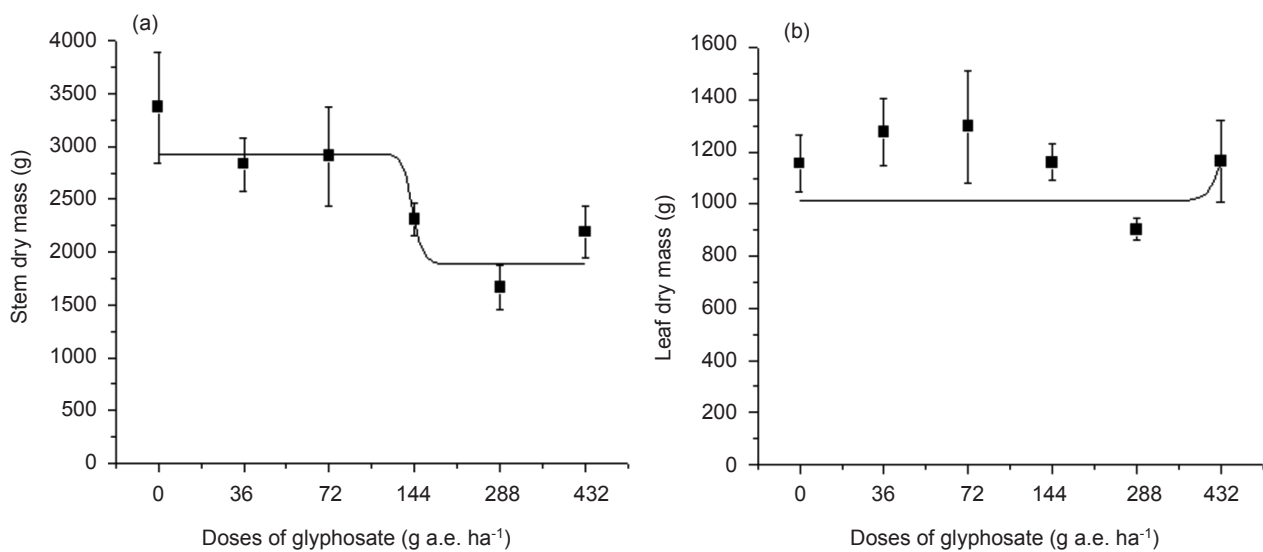 (a)
4000
3500
3000
2500
2000
1500
1000
500
0
Stem dry mass (g)
0 36 72 144 288 432
Doses of glyphosate (g a.e. ha⁻¹)
(b)
1600
1400
1200
1000
800
600
400
200
0
Leaf dry mass (g)
0 36 72 144 288 432
Doses of glyphosate (g a.e. ha⁻¹)